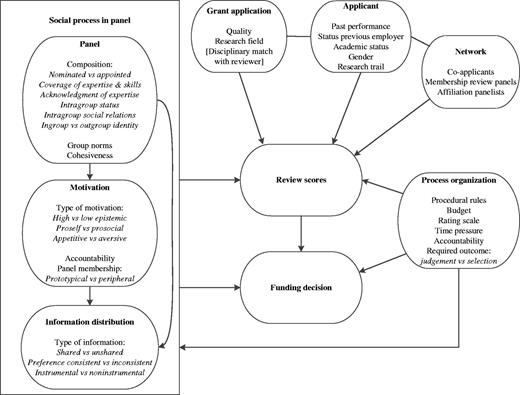 Social process in panel
Panel
Composition:
Nominated vs appointed
Coverage of expertise & skills
Acknowledgment of expertise
Intragroup status
Intragroup social relations
Ingroup vs outgroup identity
Group norms
Cohesiveness
Motivation
Type of motivation:
High vs low epistemic
Proself vs prosocial
Appetitive vs aversive
Accountability
Panel membership:
Prototypical vs peripheral
Information distribution
Type of information:
Shared vs unshared
Preference consistent vs inconsistent
Instrumental vs noninstrumental
Grant application
Quality
Research field
[Disciplinary match
with reviewer]
Applicant
Past performance
Status previous employer
Academic status
Gender
Research trail
Network
Co-applicants
Membership review panels
Affiliation panelists
Review scores
Funding decision
Process organization
Procedural rules
Budget
Rating scale
Time pressure
Accountability
Required outcome:
judgement vs selection